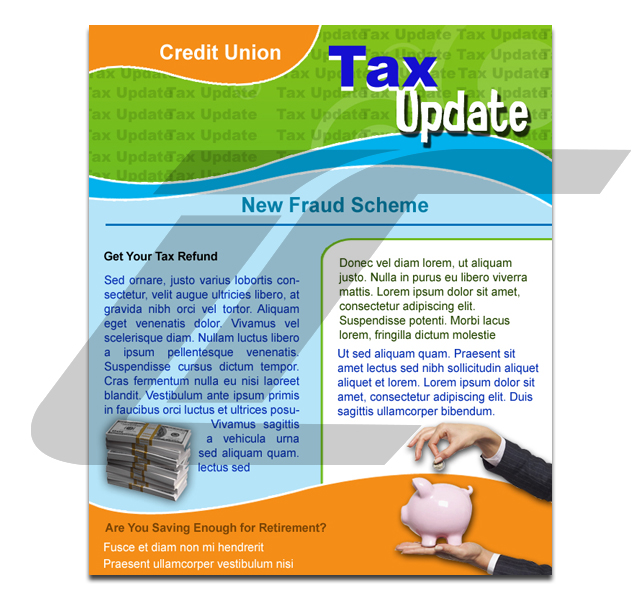 Credit Union
Tax
Update
New Fraud Scheme
Get Your Tax Refund
Sed ornare, justo varius lobortis con-
sectetur, velit augue ultricies libero, at
gravida nibh orci vel tortor. Aliquam
eget venenatis dolor. Vivamus vel
scelerisque diam. Nullam luctus libero
a ipsum pellentesque venenatis.
Suspendisse cursus dictum tempor.
Cras fermentum nulla eu nisi laoreet
blandit. Vestibulum ante ipsum primis
in faucibus orci luctus et ultrices posu-
Vivamus sagittis
a vehicula urna
sed aliquam quam.
lectus sed
Donec vel diam lorem, ut aliquam
justo. Nulla in purus eu libero viverra
mattis. Lorem ipsum dolor sit amet,
consectetur adipiscing elit.
Suspendisse potenti. Morbi lacus
lorem, fringilla dictum molestie
Ut sed aliquam quam. Praesent sit
amet lectus sed nibh sollicitudin aliquet
aliquet et lorem. Lorem ipsum dolor sit
amet, consectetur adipiscing elit. Duis
sagittis ullamcorper bibendum.
Are You Saving Enough for Retirement?
Fusce et diam non mi hendrerit
Praesent ullamcorper vestibulum nisi